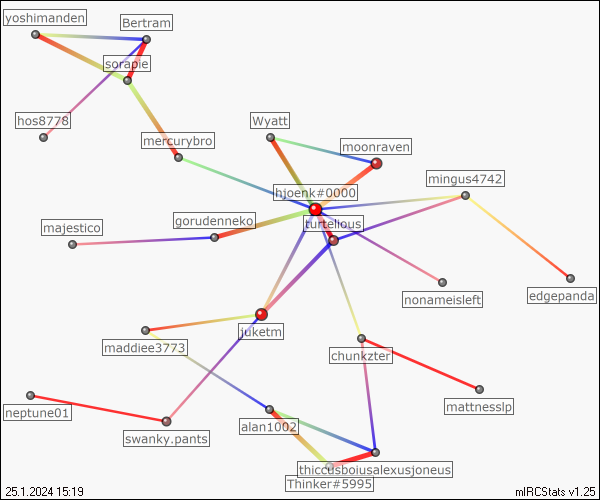 yoshimanden
Bertram
sorapie
hos8778
mercurybro
Wyatt
moonraven
mingus4742
hjoenk#0000
gorudenneko
turtelious
majestico
nonameisleft
edgepanda
juketm
maddiee3773
chunkzter
neptune01
mattnesslp
alan1002
swanky.pants
thiccusboiusalexusjoneus
Thinker#5995
25.1.2024 15:19
mIRCStats v1.25